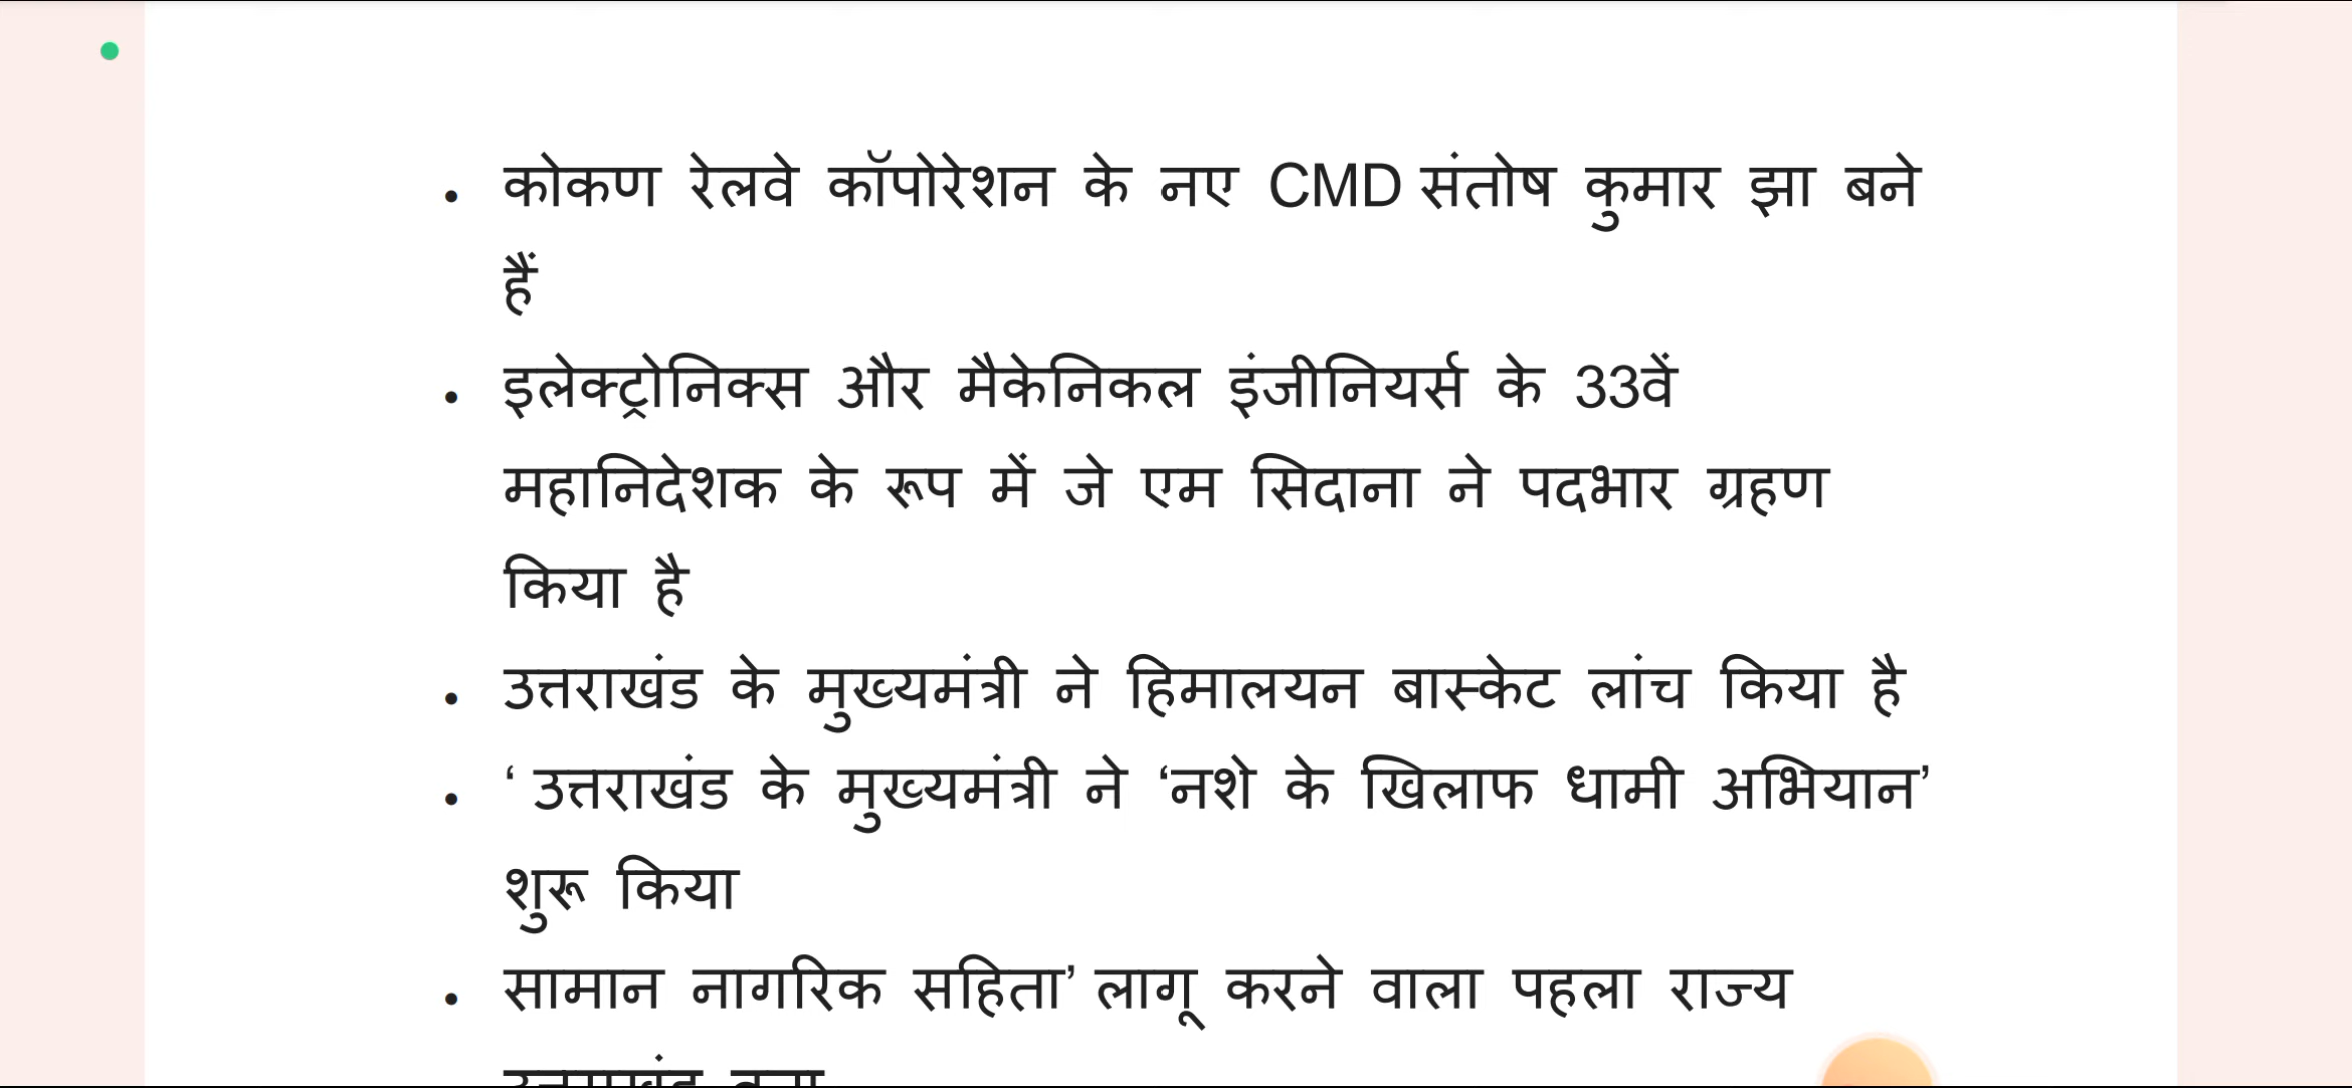 • कोकण रेलवे कॉपोरेशन के नए CMD संतोष कुमार झा बने
हैं
• इलेक्ट्रोनिक्स और मैकेनिकल इंजीनियर्स के 33वें
महानिदेशक के रूप में जे एम सिदाना ने पदभार ग्रहण
किया है
• उत्तराखंड के मुख्यमंत्री ने हिमालयन बास्केट लांच किया है
• ‘ उत्तराखंड के मुख्यमंत्री ने ‘नशे के खिलाफ धामी अभियान’
शुरू किया
• सामान नागरिक सहिता’ लागू करने वाला पहला राज्य